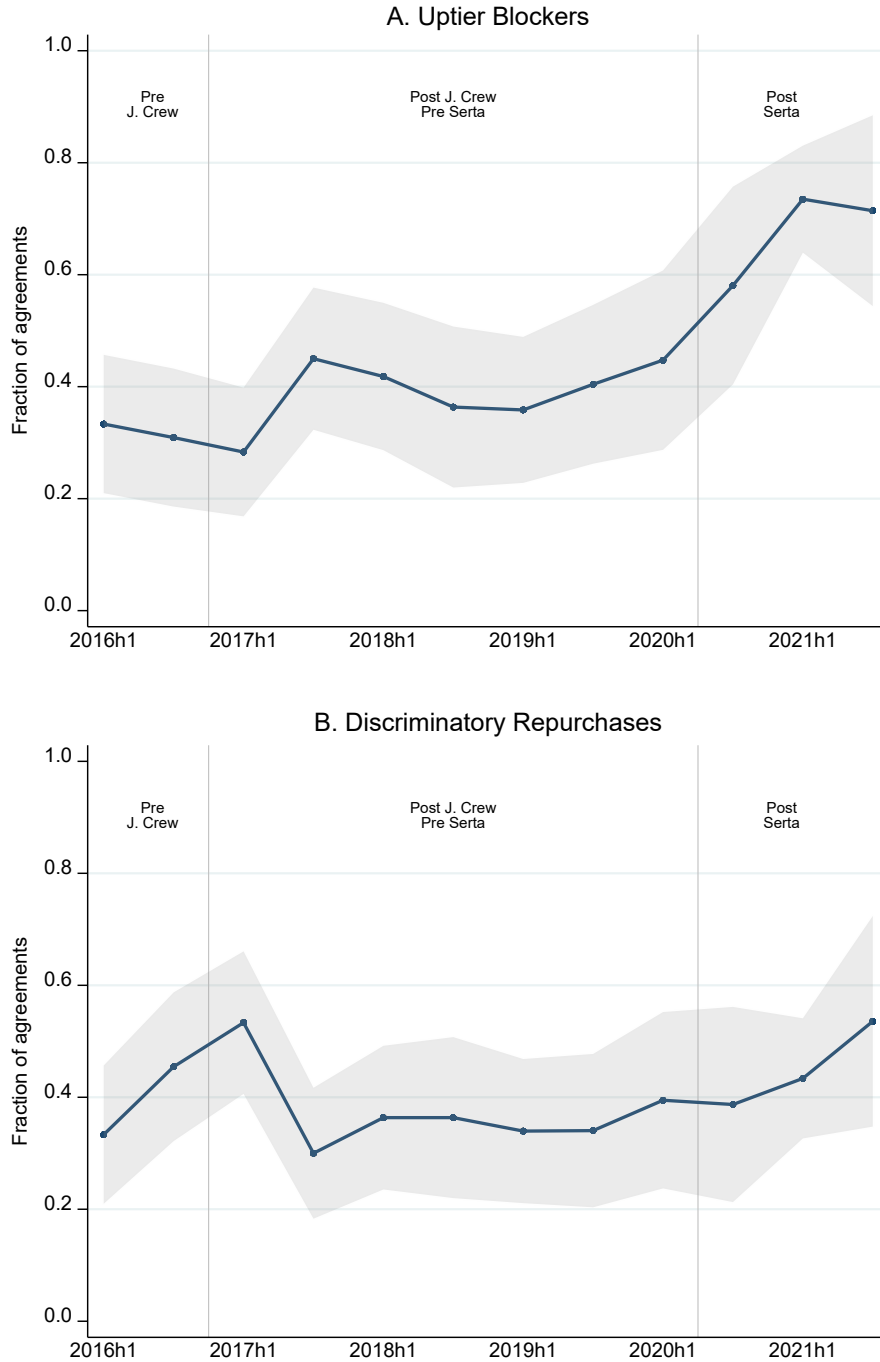 A. Uptier Blockers
1.0
Pre
J. Crew
Post J. Crew
Pre Serta
Post
Serta
0.8
0.6
0.4
0.2
0.0
Fraction of agreements
2016h1 2017h1 2018h1 2019h1 2020h1 2021h1
B. Discriminatory Repurchases
1.0
Pre
J. Crew
Post J. Crew
Pre Serta
Post
Serta
0.8
0.6
0.4
0.2
0.0
Fraction of agreements
2016h1 2017h1 2018h1 2019h1 2020h1 2021h1